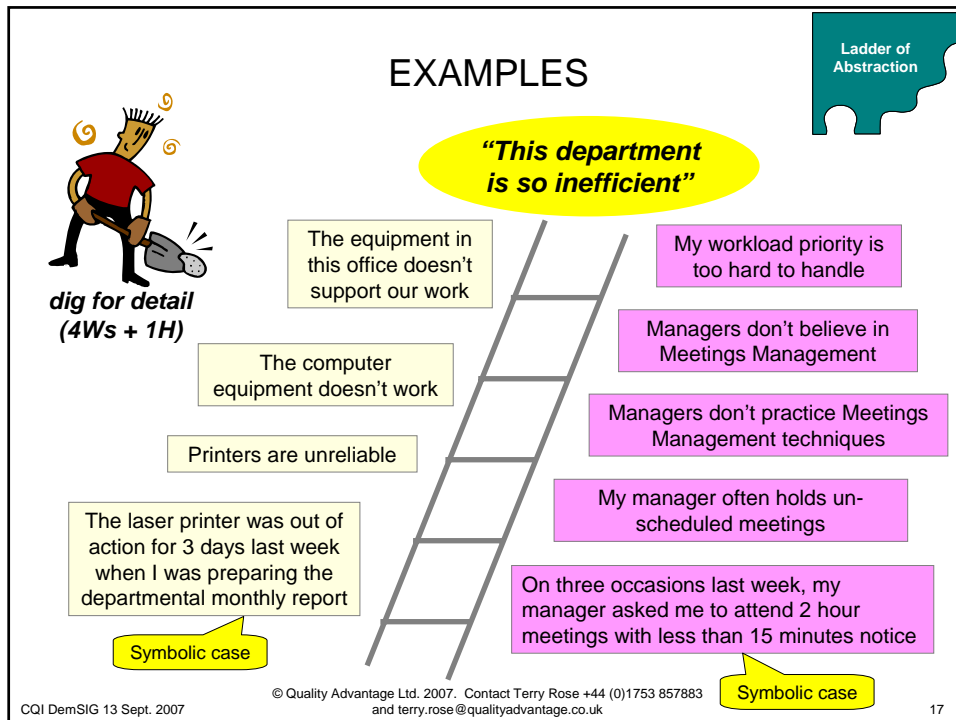 EXAMPLES
Ladder of
Abstraction
“This department
is so inefficient”
dig for detail
(4Ws + 1H)
The equipment in
this office doesn’t
support our work
The computer
equipment doesn’t work
Printers are unreliable
The laser printer was out of
action for 3 days last week
when I was preparing the
departmental monthly report
Symbolic case
My workload priority is
too hard to handle
Managers don’t believe in
Meetings Management
Managers don’t practice Meetings
Management techniques
My manager often holds un-
scheduled meetings
On three occasions last week, my
manager asked me to attend 2 hour
meetings with less than 15 minutes notice
Symbolic case
CQI DemSIG 13 Sept. 2007
© Quality Advantage Ltd. 2007. Contact Terry Rose +44 (0)1753 857883
and terry.rose@qualityadvantage.co.uk
17